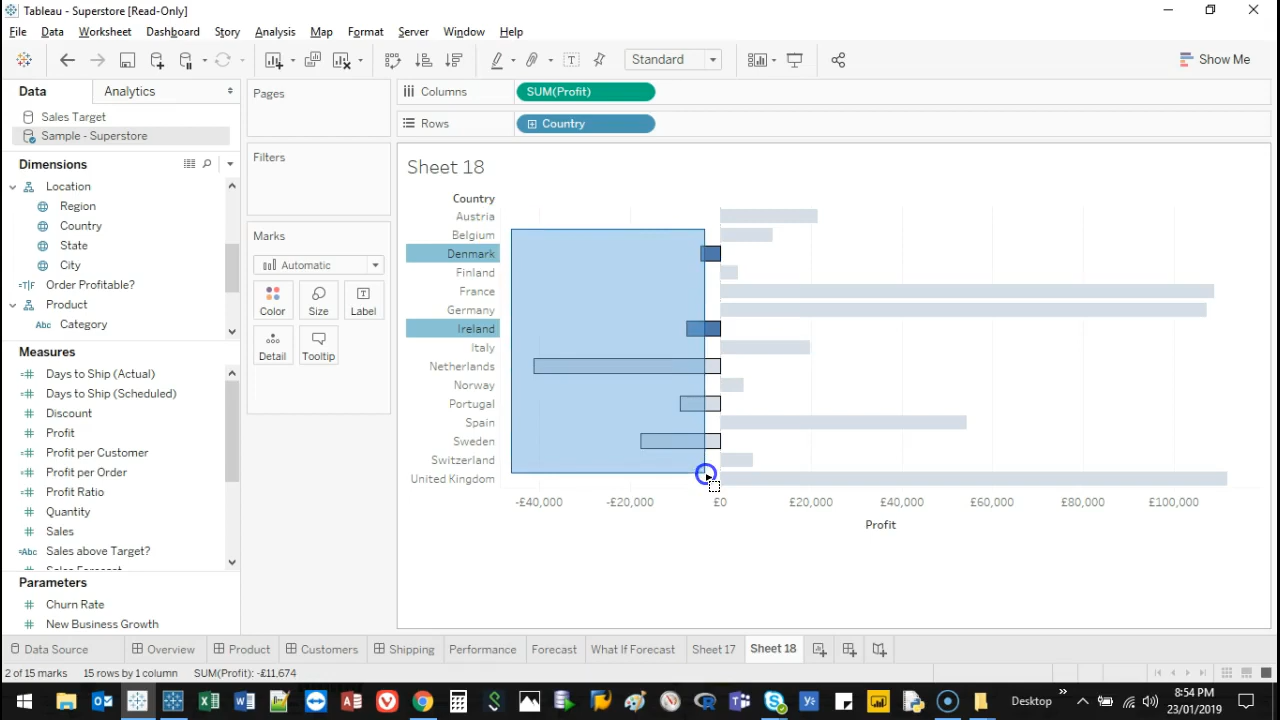 Tableau - Superstore [Read-Only]
File Data Worksheet Dashboard Story Analysis Map Format Server Window Help
Standard
Show Me
Data Analytics
Pages
Columns SUM(Profit)
Sales Target
Sample - Superstore
Rows Country
Dimensions
Filters
Sheet 18
Location
Region
Country
State
City
=T|F Order Profitable?
Product
Abc Category
Marks
Automatic
Color Size Label
Detail Tooltip
Measures
Days to Ship (Actual)
Days to Ship (Scheduled)
Discount
Profit
Profit per Customer
Profit per Order
Profit Ratio
Quantity
Sales
=Abc Sales above Target?
Sales Forecast
Parameters
Churn Rate
New Business Growth
Country
Austria
Belgium
Denmark
Finland
France
Germany
Ireland
Italy
Netherlands
Norway
Portugal
Spain
Sweden
Switzerland
United Kingdom
-£40,000 -£20,000 £0 £20,000 £40,000 £60,000 £80,000 £100,000
Profit
Data Source Overview Product Customers Shipping Performance Forecast What If Forecast Sheet 17 Sheet 18
2 of 15 marks 15 rows by 1 column SUM(Profit): -£11,674
Desktop
8:54 PM
23/01/2019